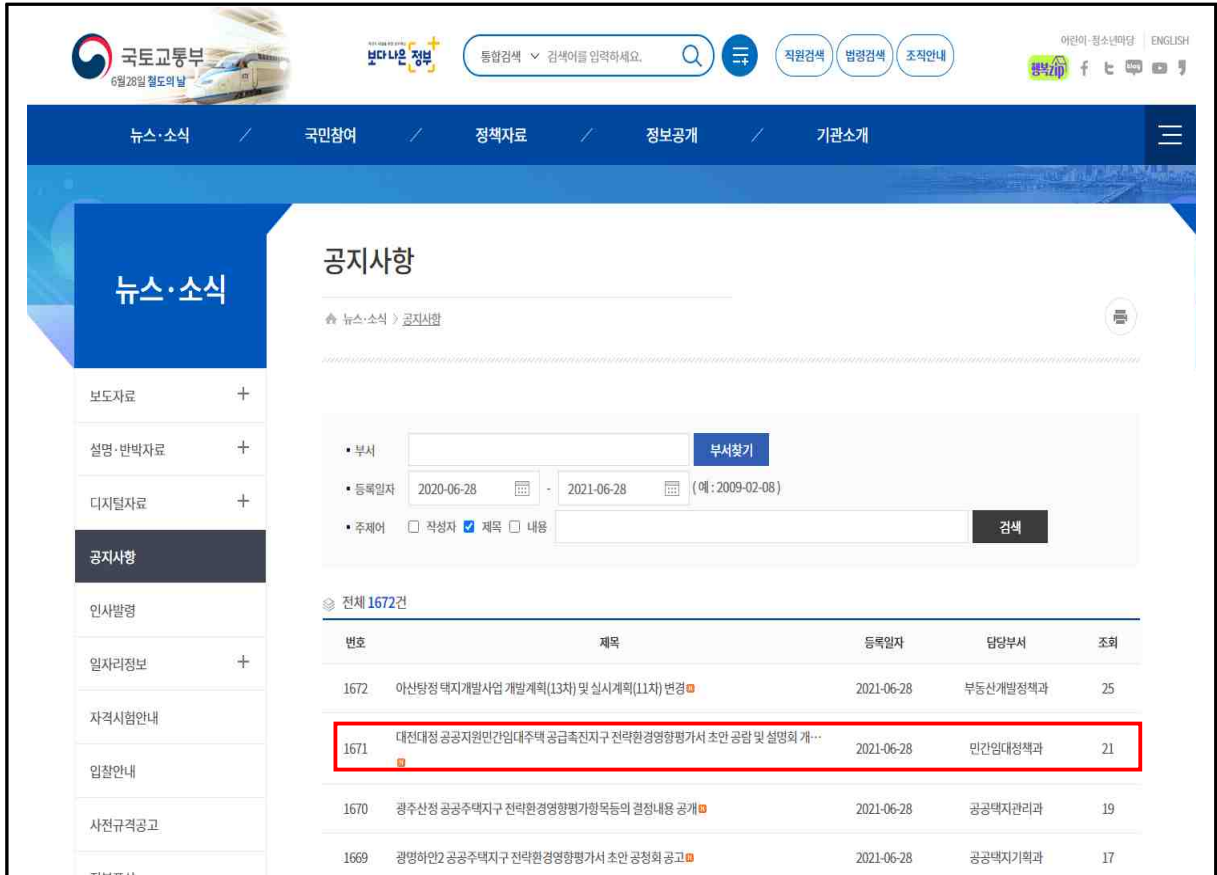 국토교통부
6월28일 철도의 날
보다나은 정부
통합검색 검색어를 입력하세요.
직원검색 법령검색 조직안내
어린이·청소년마당 ENGLISH
행복zip
뉴스·소식 / 국민참여 / 정책자료 / 정보공개 / 기관소개
뉴스·소식
보도자료 +
설명·반박자료 +
디지털자료 +
공지사항
인사발령
일자리정보 +
자격시험안내
입찰안내
사전규격공고
공지사항
뉴스·소식 〉 공지사항
• 부서 부서찾기
• 등록일자 2020-06-28 - 2021-06-28 (예 : 2009-02-08)
• 주제어 작성자 제목 내용 검색
전체 1672건
번호 제목 등록일자 담당부서 조회
1672 아산탕정 택지개발사업 개발계획(13차) 및 실시계획(11차) 변경 N 2021-06-28 부동산개발정책과 25
1671 대전대정 공공지원민간임대주택 공급촉진지구 전략환경영향평가서 초안 공람 및 설명회 개… N 2021-06-28 민간임대정책과 21
1670 광주산정 공공주택지구 전략환경영향평가항목등의 결정내용 공개 N 2021-06-28 공공택지관리과 19
1669 광명하안2 공공주택지구 전략환경영향평가서 초안 공청회 공고 N 2021-06-28 공공택지기획과 17